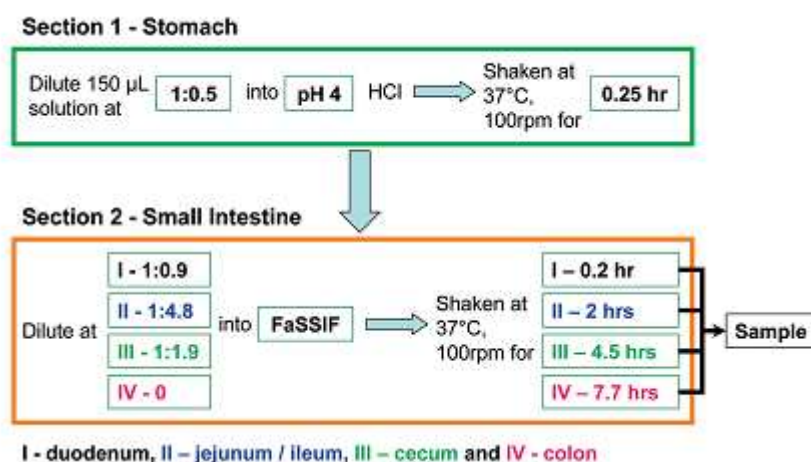 Section 1 - Stomach
Dilute 150 µL
solution at
1:0.5
into
pH 4
HCl
Shaken at
37°C,
100rpm for
0.25 hr
Section 2 - Small Intestine
Dilute at
I - 1:0.9
II - 1:4.8
III - 1:1.9
IV - 0
into
FaSSIF
Shaken at
37°C,
100rpm for
I – 0.2 hr
II – 2 hrs
III – 4.5 hrs
IV – 7.7 hrs
Sample
I - duodenum, II – jejunum / ileum, III – cecum and IV - colon